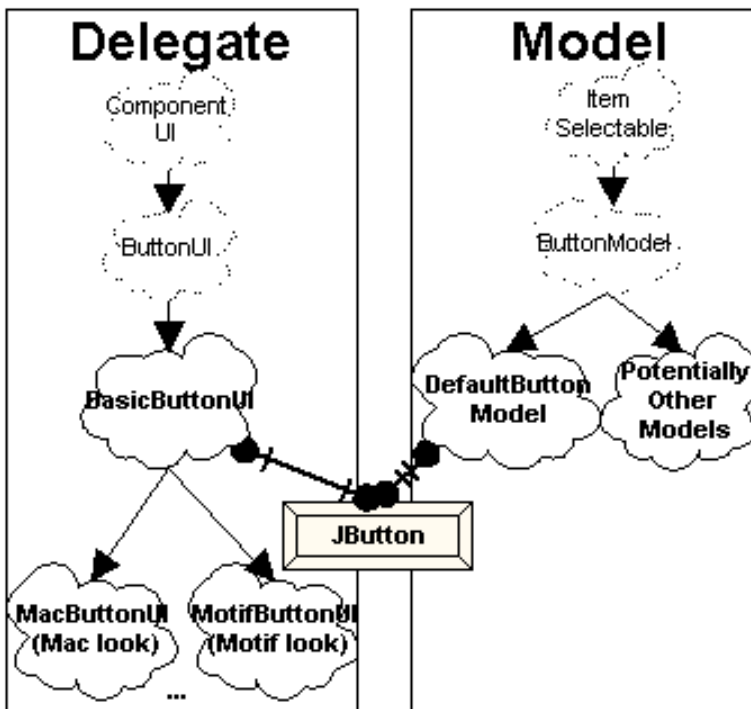 Delegate
Component
UI
ButtonUI
BasicButtonUI
MacButtonUI
(Mac look)
MotifButtonUI
(Motif look)
...
JButton
Model
Item
Selectable
ButtonModel
DefaultButton
Model
Potentially
Other
Models